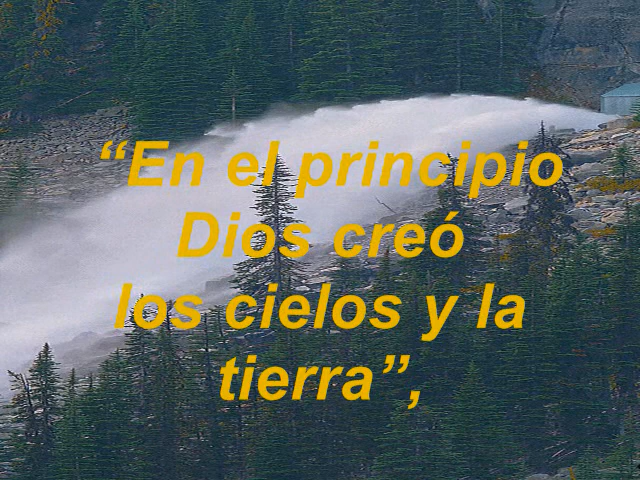 “En el principio
Dios creó
los cielos y la
tierra”,